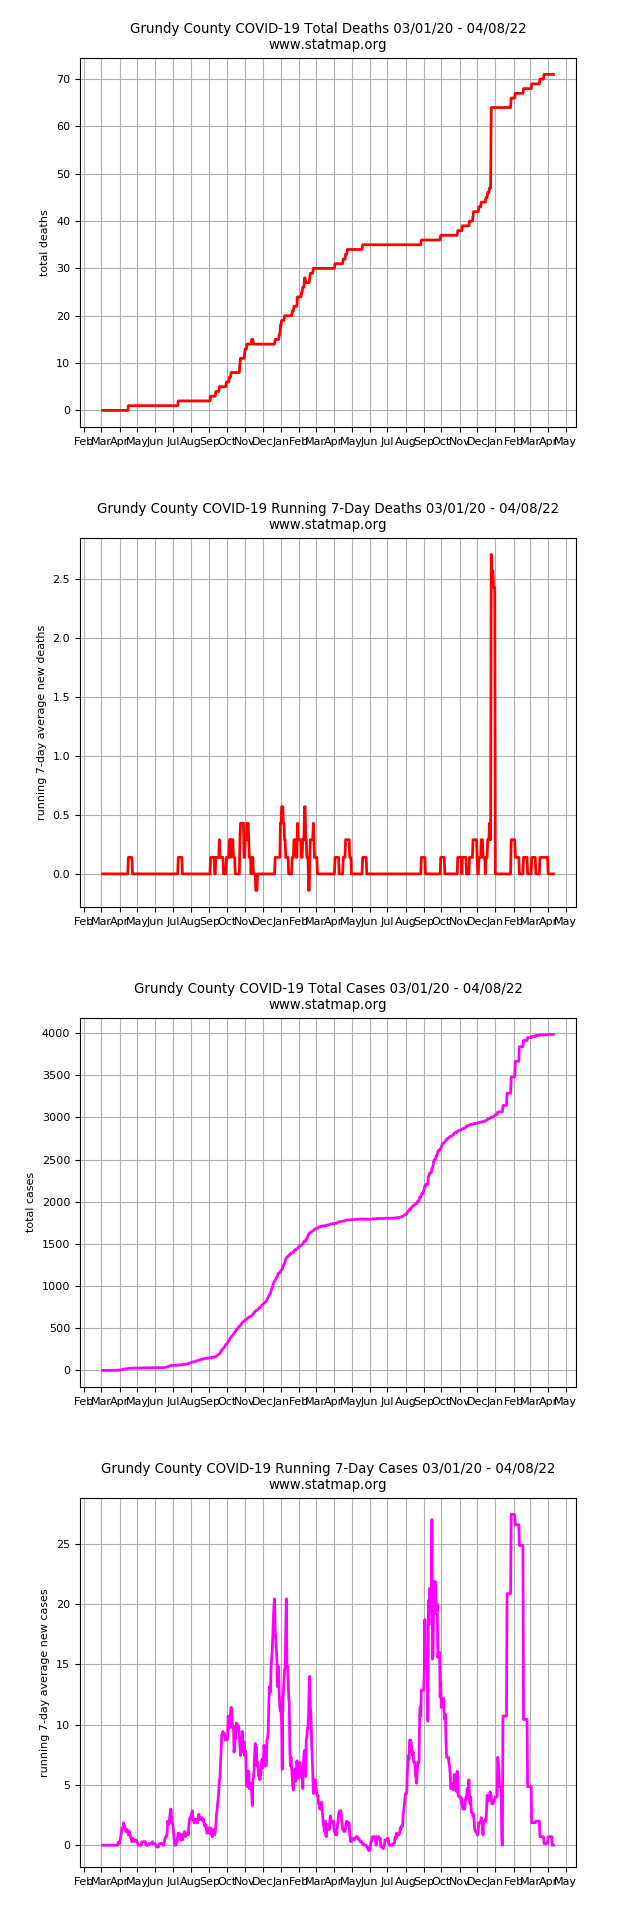 Grundy County COVID-19 Total Deaths 03/01/20 - 04/08/22
www.statmap.org
70
60
50
40
30
20
10
0
total deaths
Feb Mar Apr May Jun Jul Aug Sep Oct Nov Dec Jan Feb Mar Apr May Jun Jul Aug Sep Oct Nov Dec Jan Feb Mar Apr May
Grundy County COVID-19 Running 7-Day Deaths 03/01/20 - 04/08/22
www.statmap.org
2.5
2.0
1.5
1.0
0.5
0.0
running 7-day average new deaths
Feb Mar Apr May Jun Jul Aug Sep Oct Nov Dec Jan Feb Mar Apr May Jun Jul Aug Sep Oct Nov Dec Jan Feb Mar Apr May
Grundy County COVID-19 Total Cases 03/01/20 - 04/08/22
www.statmap.org
4000
3500
3000
2500
2000
1500
1000
500
0
total cases
Feb Mar Apr May Jun Jul Aug Sep Oct Nov Dec Jan Feb Mar Apr May Jun Jul Aug Sep Oct Nov Dec Jan Feb Mar Apr May
Grundy County COVID-19 Running 7-Day Cases 03/01/20 - 04/08/22
www.statmap.org
25
20
15
10
5
0
running 7-day average new cases
Feb Mar Apr May Jun Jul Aug Sep Oct Nov Dec Jan Feb Mar Apr May Jun Jul Aug Sep Oct Nov Dec Jan Feb Mar Apr May